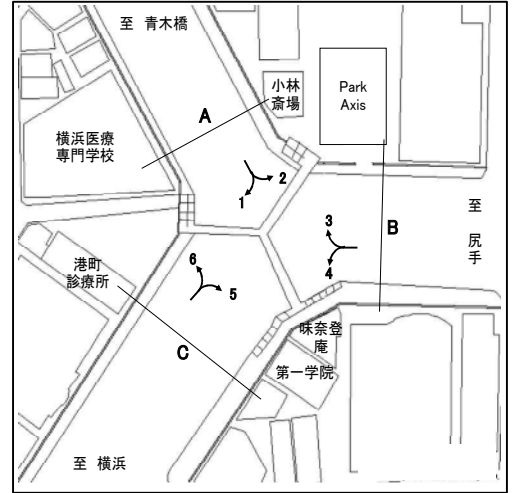 至 青木橋
小林
斎場
Park
Axis
A
横浜医療
専門学校
2
1
3
B
至
尻
手
4
6
5
港町
診療所
味奈登
庵
第一学院
C
至 横浜